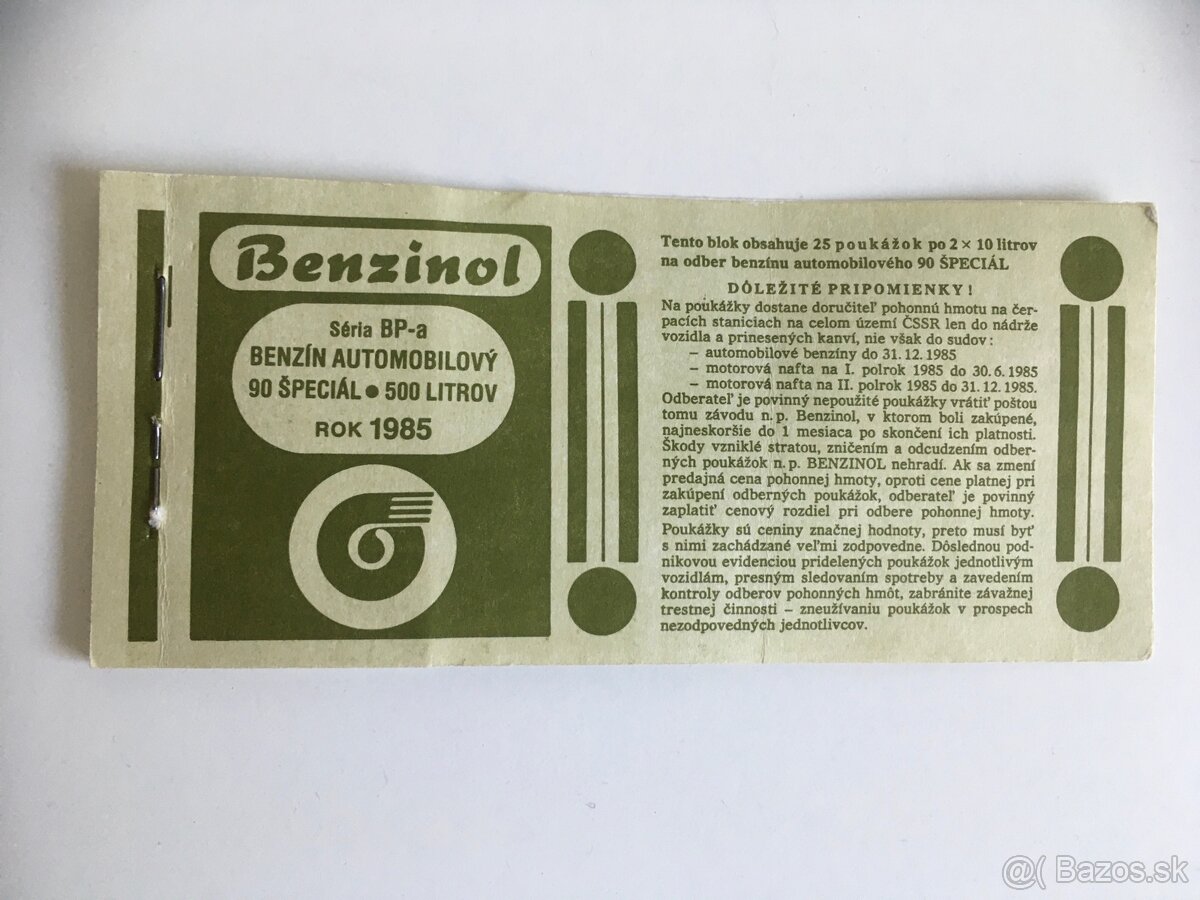 Benzinol
Séria BP-a
BENZÍN AUTOMOBILOVÝ
90 ŠPECIÁL ● 500 LITROV
ROK 1985
Tento blok obsahuje 25 poukážok po 2 × 10 litrov
na odber benzínu automobilového 90 ŠPECIÁL
DÔLEŽITÉ PRIPOMIENKY!
Na poukážky dostane doručiteľ pohonnú hmotu na čer-
pacích staniciach na celom území ČSSR len do nádrže
vozidla a prinesených kanví, nie však do sudov:
– automobilové benzíny do 31. 12. 1985
– motorová nafta na I. polrok 1985 do 30. 6. 1985
– motorová nafta na II. polrok 1985 do 31. 12. 1985.
Odberateľ je povinný nepoužité poukážky vrátiť poštou
tomu závodu n. p. Benzinol, v ktorom boli zakúpené,
najneskoršie do 1 mesiaca po skončení ich platnosti.
Škody vzniklé stratou, zničením a odcudzením odber-
ných poukážok n. p. BENZINOL nehradí. Ak sa zmení
predajná cena pohonnej hmoty, oproti cene platnej pri
zakúpení odberných poukážok, odberateľ je povinný
zaplatiť cenový rozdiel pri odbere pohonnej hmoty.
Poukážky sú ceniny značnej hodnoty, preto musí byť
s nimi zachádzané veľmi zodpovedne. Dôslednou pod-
nikovou evidenciou pridelených poukážok jednotlivým
vozidlám, presným sledovaním spotreby a zavedením
kontroly odberov pohonných hmôt, zabránite závažnej
trestnej činnosti – zneužívaniu poukážok v prospech
nezodpovedných jednotlivcov.
@( Bazos.sk